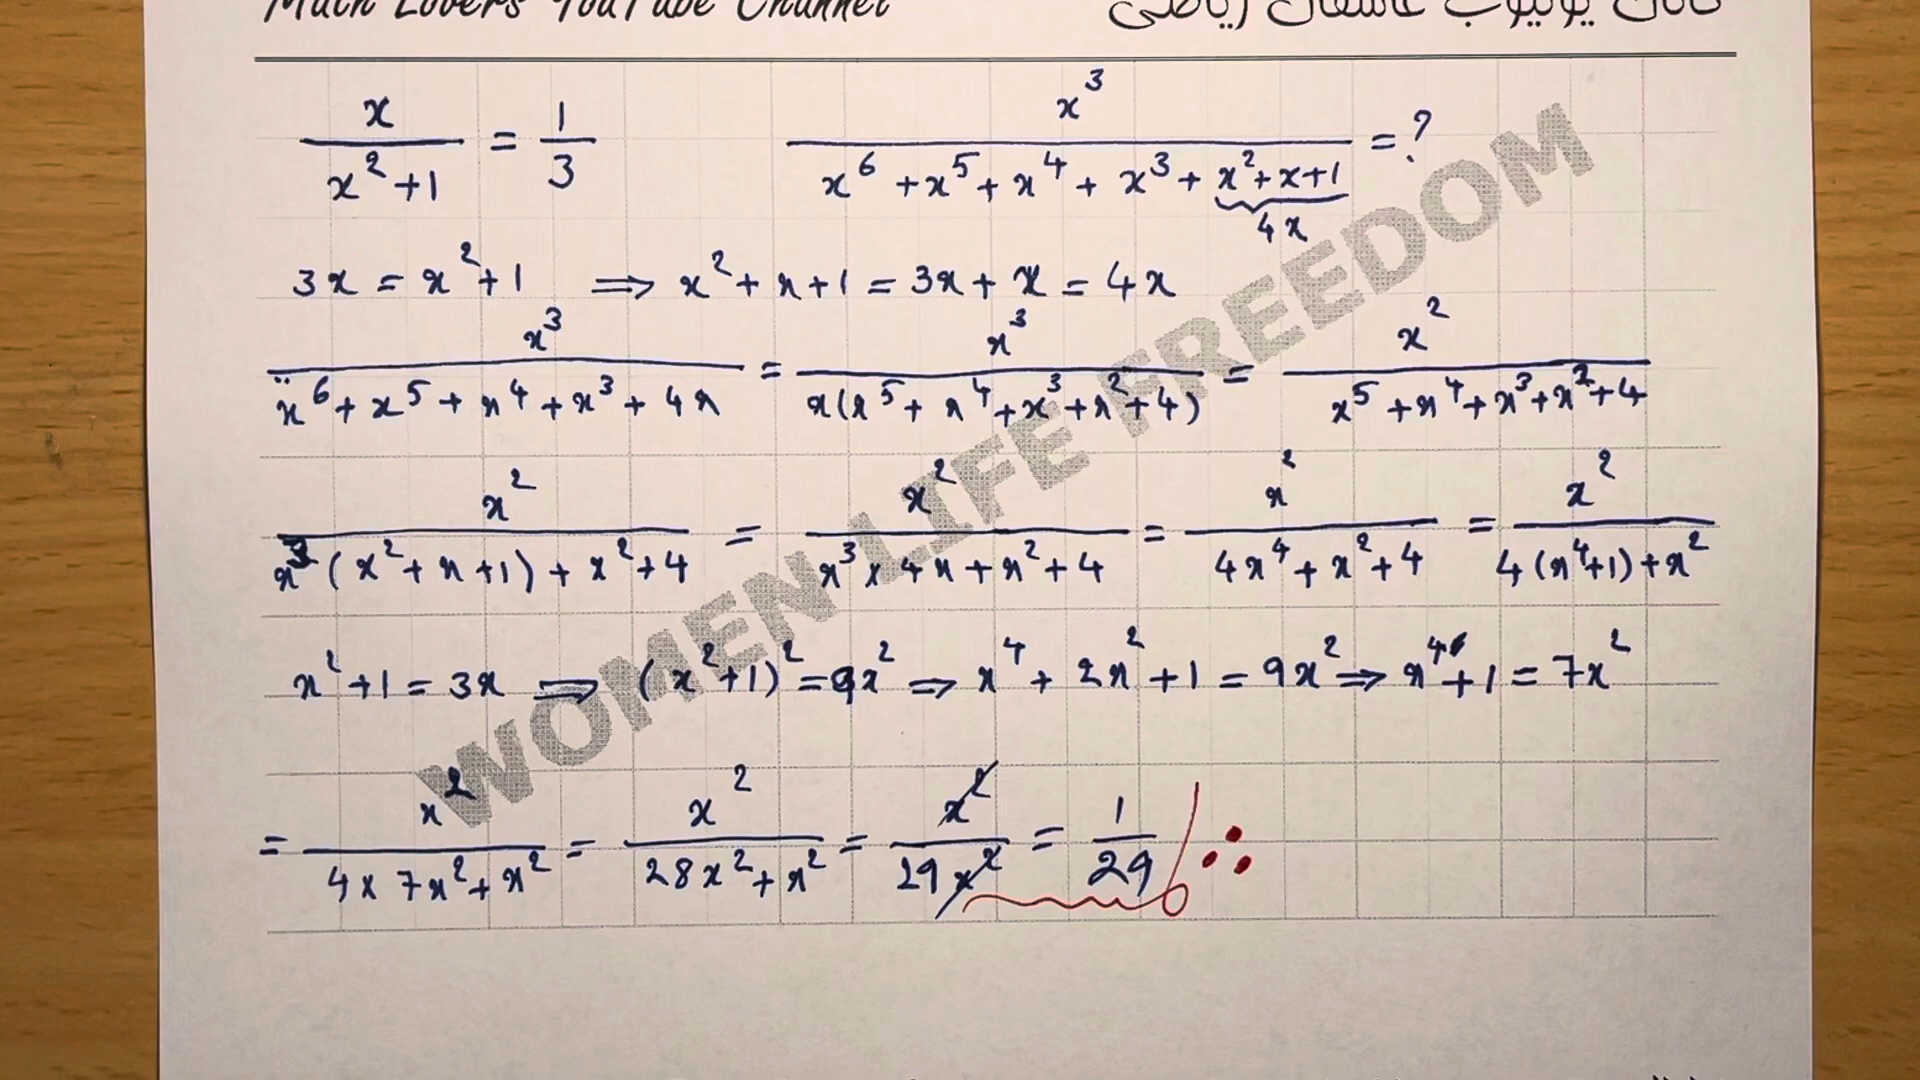 Math Lovers YouTube Channel کانال یوتیوب عاشقان ریاضی
x/(x²+1) = 1/3    x³/(x⁶+x⁵+x⁴+x³+x²+x+1) = ?
4x
3x = x²+1 ⟹ x²+x+1 = 3x+x = 4x
x³/(x⁶+x⁵+x⁴+x³+4x) = x³/(x(x⁵+x⁴+x³+x²+4)) = x²/(x⁵+x⁴+x³+x²+4)
x²/(x³(x²+x+1)+x²+4) = x²/(x³×4x+x²+4) = x²/(4x⁴+x²+4) = x²/(4(x⁴+1)+x²)
x²+1 = 3x ⟹ (x²+1)² = 9x² ⟹ x⁴+2x²+1 = 9x² ⟹ x⁴+1 = 7x²
= x²/(4×7x²+x²) = x²/(28x²+x²) = x²/(29x²) = 1/29
WOMEN LIFE FREEDOM